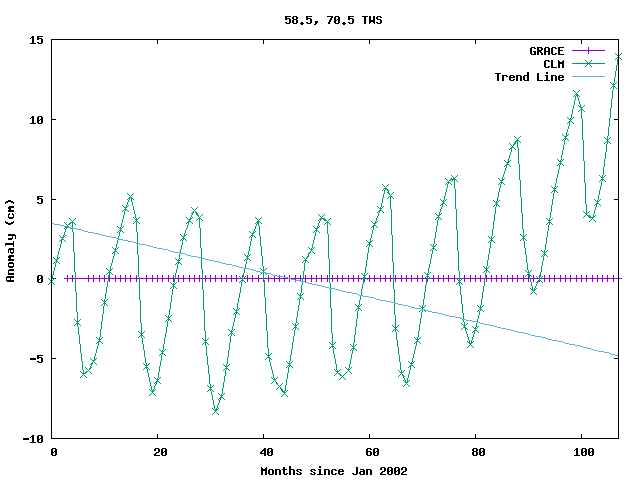 58.5, 70.5 TWS
GRACE
CLM
Trend Line
15
10
5
0
-5
-10
Anomaly (cm)
0 20 40 60 80 100
Months since Jan 2002